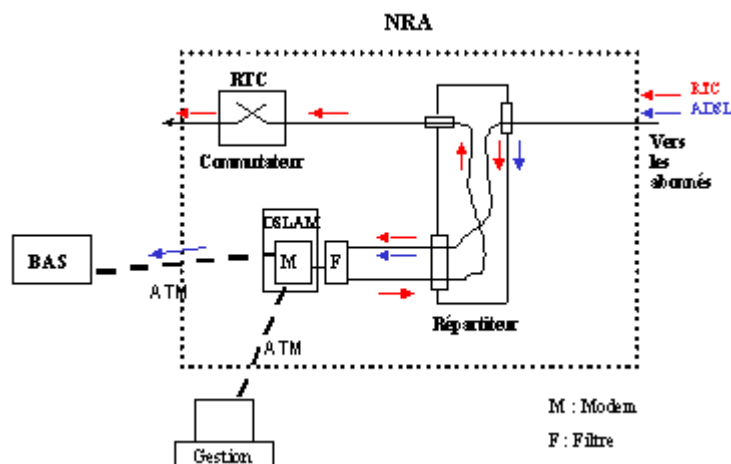 NRA
RTC
RTC
ADSL
Commutateur
Vers
les
abonnés
DSLAM
BAS
M
F
ATM
Répartiteur
ATM
M : Modem
F : Filtre
Gestion